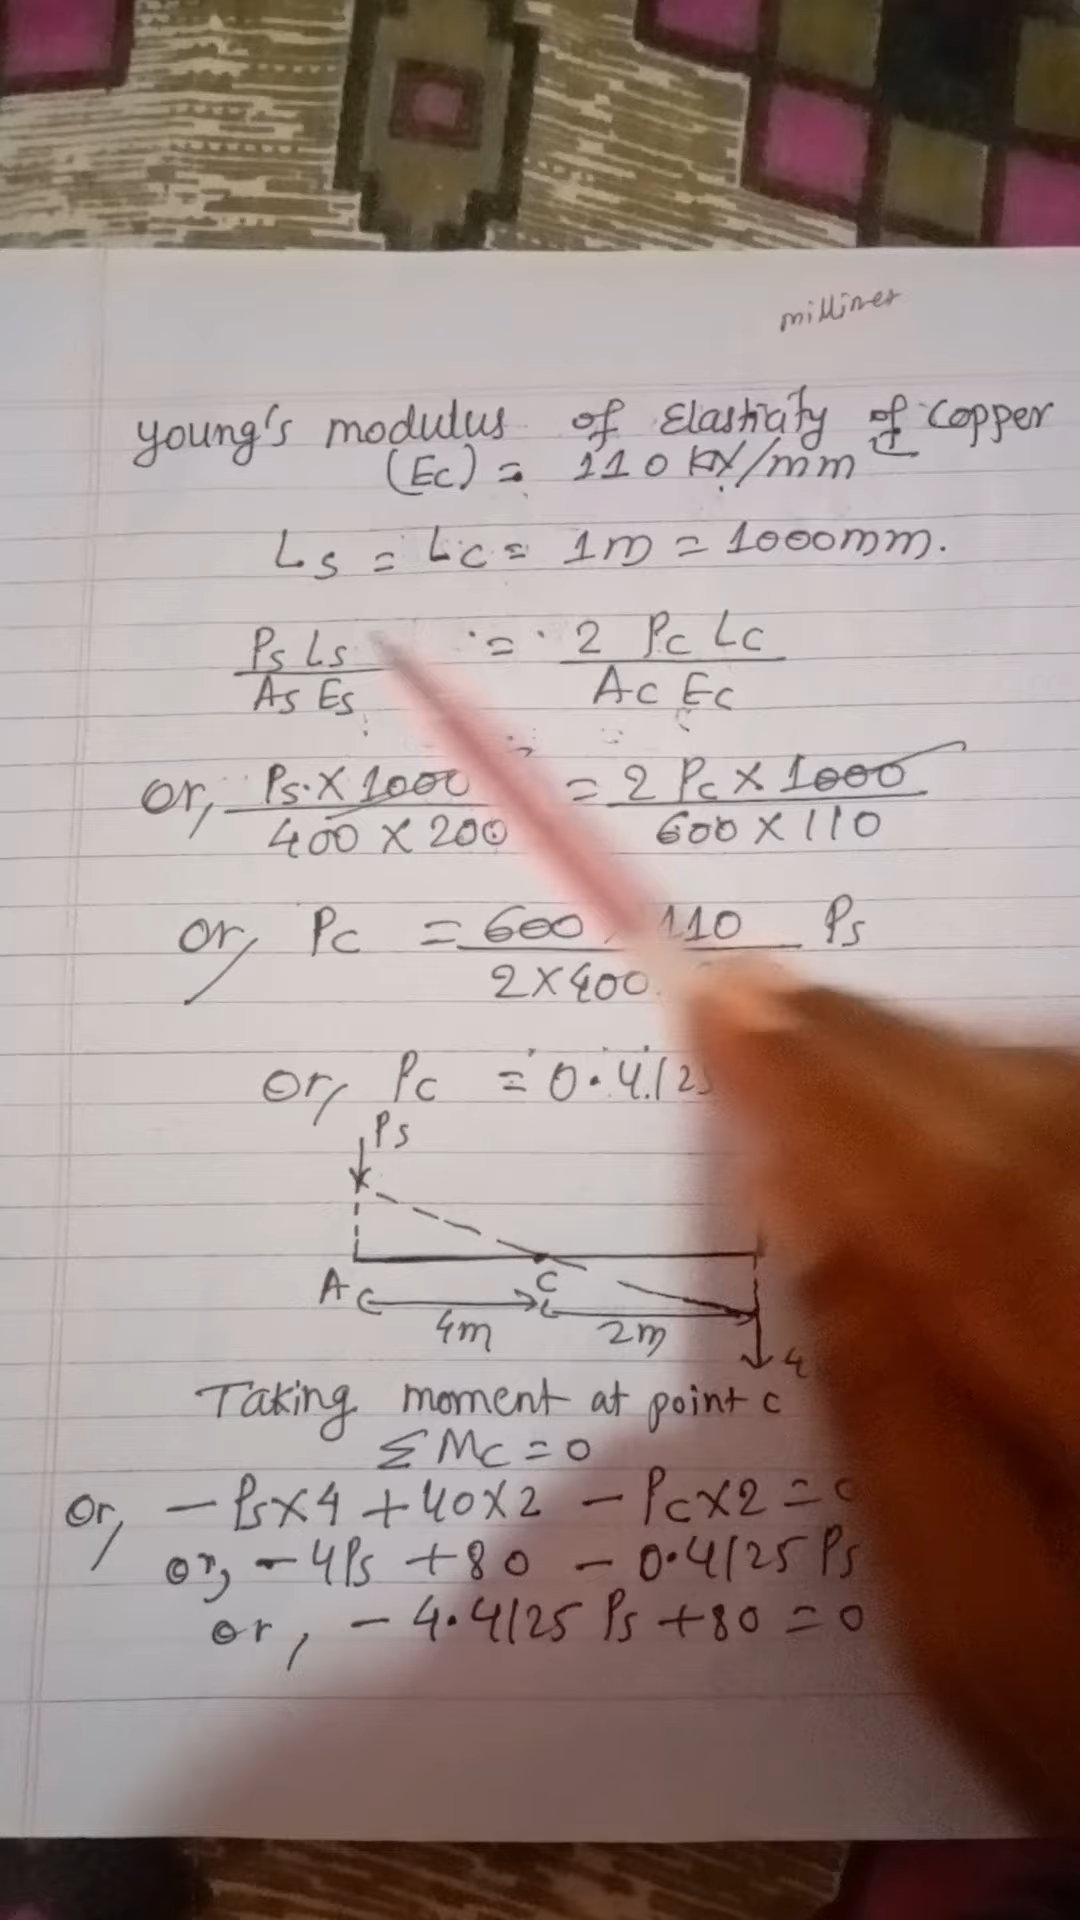 milliner
Young's modulus of Elasticity of Copper
(Ec) = 110 kN/mm
Ls = Lc = 1m = 1000mm.
Ps Ls / As Es = 2 Pc Lc / Ac Ec
or, Ps. X 1000 / 400 X 200 = 2 Pc X 1000 / 600 X 110
or, Pc = 600 110 / 2X400 Ps
or, Pc = 0.4125
Ps
A C
4m 2m
Taking moment at point c
ΣMc = 0
or, - Ps X 4 + 40 X 2 - Pc X 2 =
or, - 4Ps + 80 - 0.4125 Ps
or, - 4.4125 Ps + 80 = 0